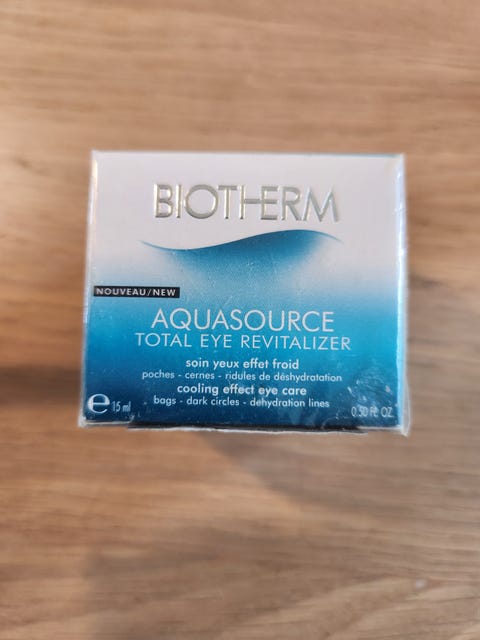 BIOTHERM
NOUVEAU/NEW
AQUASOURCE
TOTAL EYE REVITALIZER
soin yeux effet froid
poches - cernes - ridules de déshydratation
cooling effect eye care
bags - dark circles - dehydration lines
℮ 15 ml
0.50 Fl. OZ.